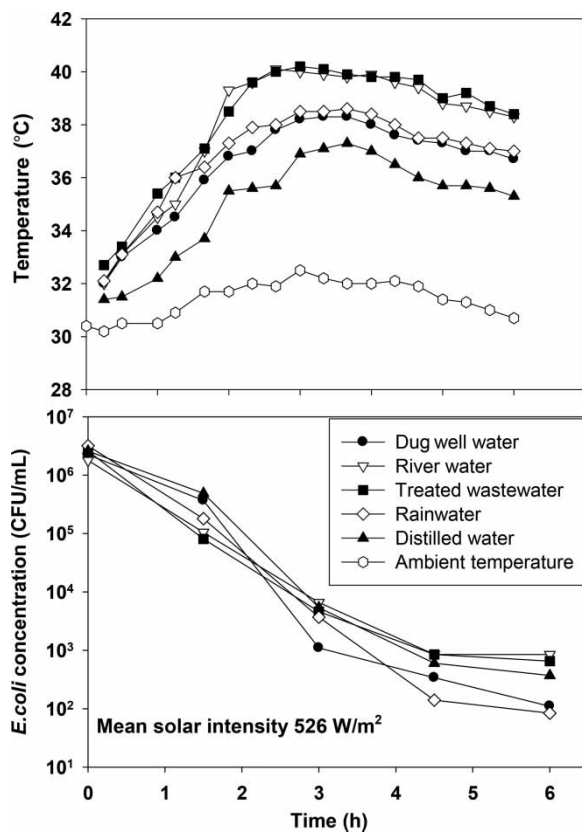 42
40
38
36
34
32
30
28
Temperature (°C)
10⁷
10⁶
10⁵
10⁴
10³
10²
10¹
E.coli concentration (CFU/mL)
Dug well water
River water
Treated wastewater
Rainwater
Distilled water
Ambient temperature
Mean solar intensity 526 W/m²
0 1 2 3 4 5 6
Time (h)